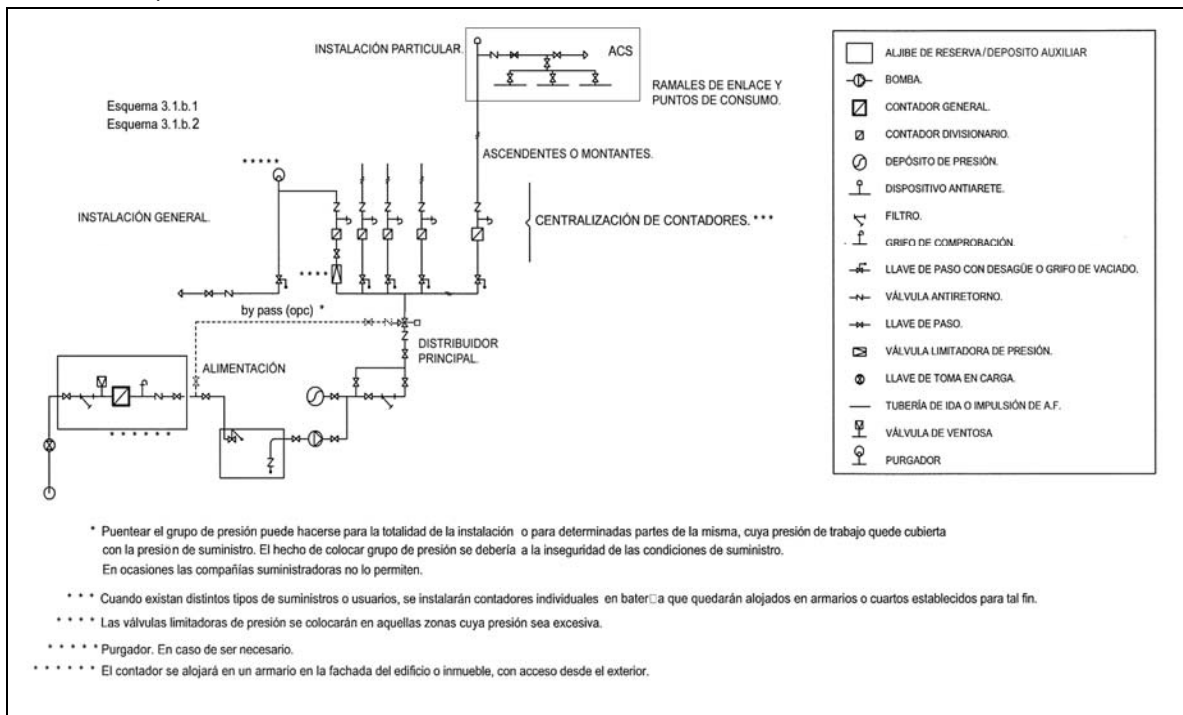 INSTALACIÓN PARTICULAR.
ACS
RAMALES DE ENLACE Y
PUNTOS DE CONSUMO.
Esquema 3.1.b.1
Esquema 3.1.b.2
ASCENDENTES O MONTANTES.
* * * * *
INSTALACIÓN GENERAL.
CENTRALIZACIÓN DE CONTADORES. * * *
* * * *
by pass (opc) *
DISTRIBUIDOR
PRINCIPAL.
ALIMENTACIÓN
* * * * * *
ALJIBE DE RESERVA/DEPOSITO AUXILIAR
BOMBA.
CONTADOR GENERAL.
CONTADOR DIVISIONARIO.
DEPÓSITO DE PRESIÓN.
DISPOSITIVO ANTIARETE.
FILTRO.
GRIFO DE COMPROBACIÓN.
LLAVE DE PASO CON DESAGÜE O GRIFO DE VACIADO.
VÁLVULA ANTIRETORNO.
LLAVE DE PASO.
VÁLVULA LIMITADORA DE PRESIÓN.
LLAVE DE TOMA EN CARGA.
TUBERÍA DE IDA O IMPULSIÓN DE A.F.
VÁLVULA DE VENTOSA
PURGADOR
* Puentear el grupo de presión puede hacerse para la totalidad de la instalación o para determinadas partes de la misma, cuya presión de trabajo quede cubierta
con la presion de suministro. El hecho de colocar grupo de presión se debería a la inseguridad de las condiciones de suministro.
En ocasiones las compañías suministradoras no lo permiten.
* * * Cuando existan distintos tipos de suministros o usuarios, se instalarán contadores individuales en bater□a que quedarán alojados en armarios o cuartos establecidos para tal fin.
* * * * Las válvulas limitadoras de presión se colocarán en aquellas zonas cuya presión sea excesiva.
* * * * * Purgador. En caso de ser necesario.
* * * * * * El contador se alojará en un armario en la fachada del edificio o inmueble, con acceso desde el exterior.